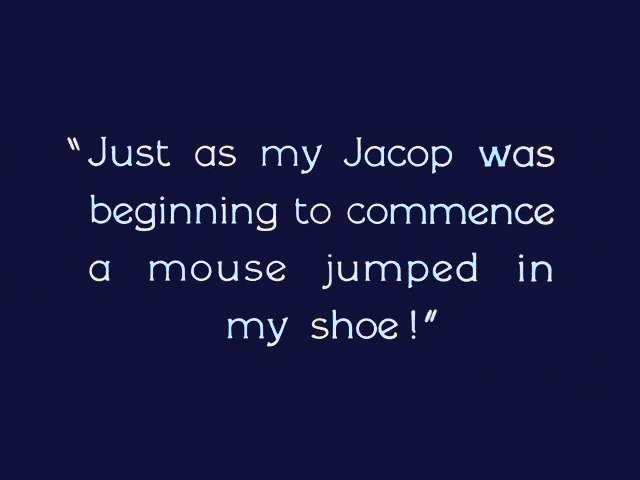 "Just as my Jacop was
beginning to commence
a mouse jumped in
my shoe!"